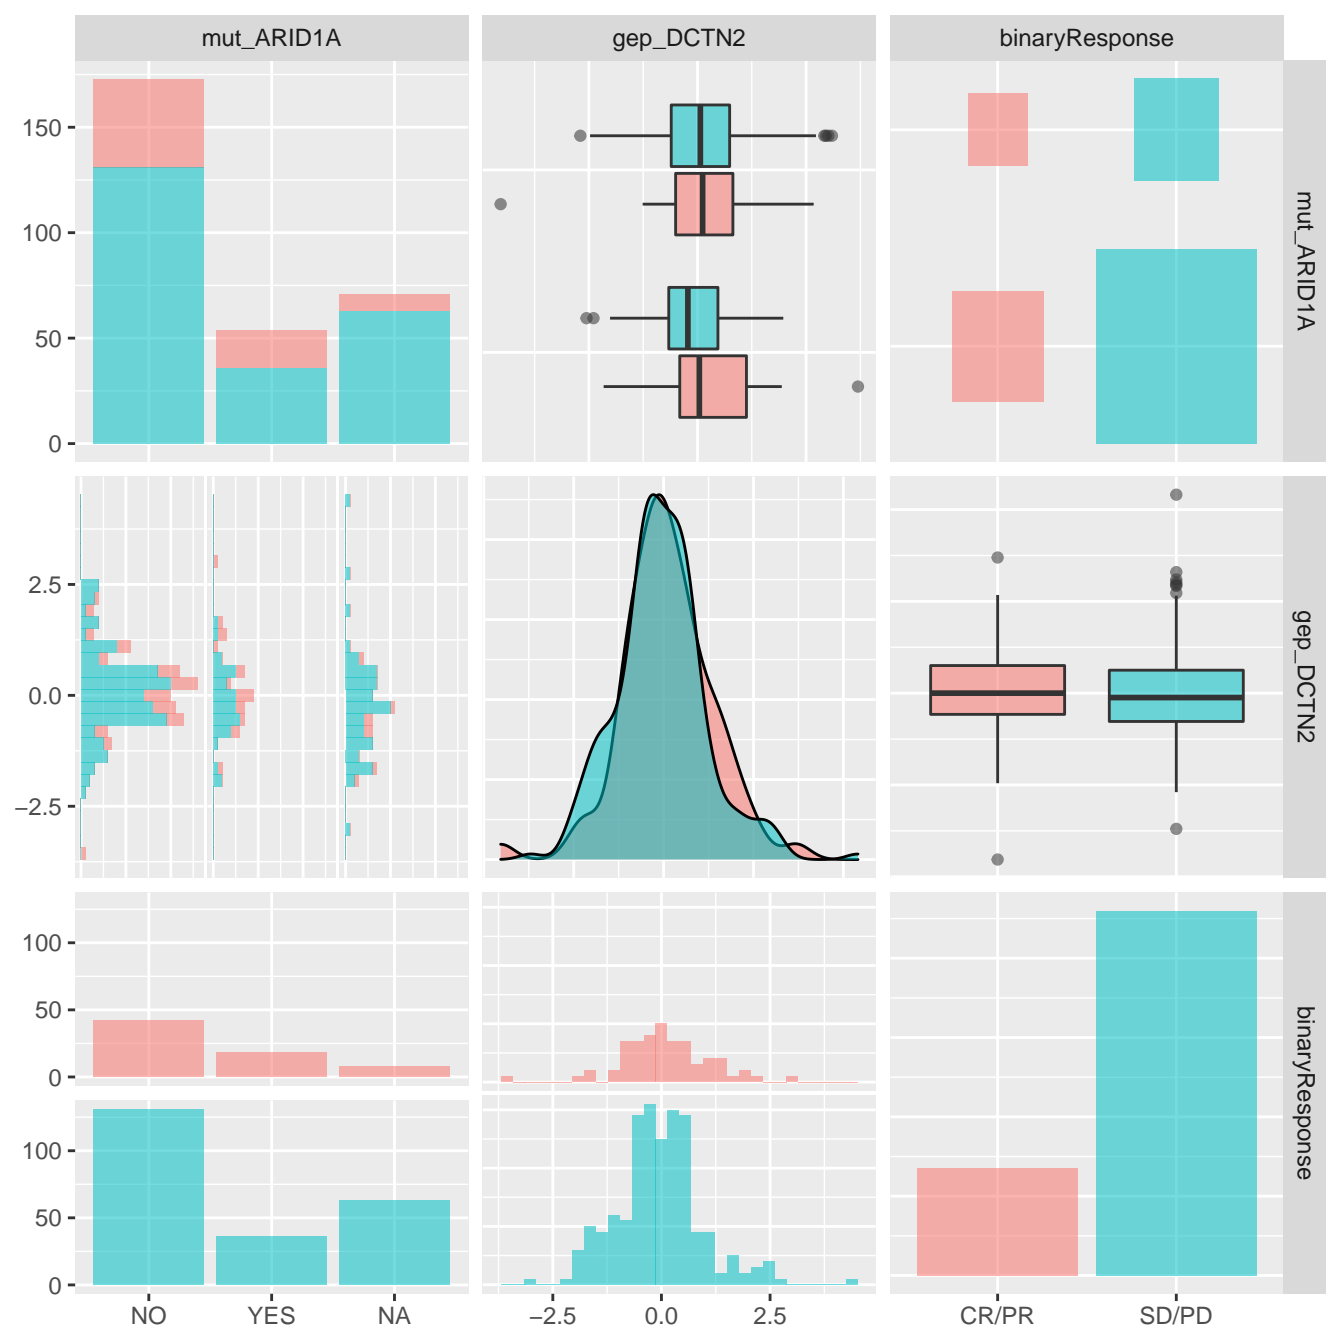 mut_ARID1A gep_DCTN2 binaryResponse
150
100
50
0
mut_ARID1A
2.5
0.0
−2.5
gep_DCTN2
100
50
0
100
50
0
binaryResponse
NO YES NA −2.5 0.0 2.5 CR/PR SD/PD